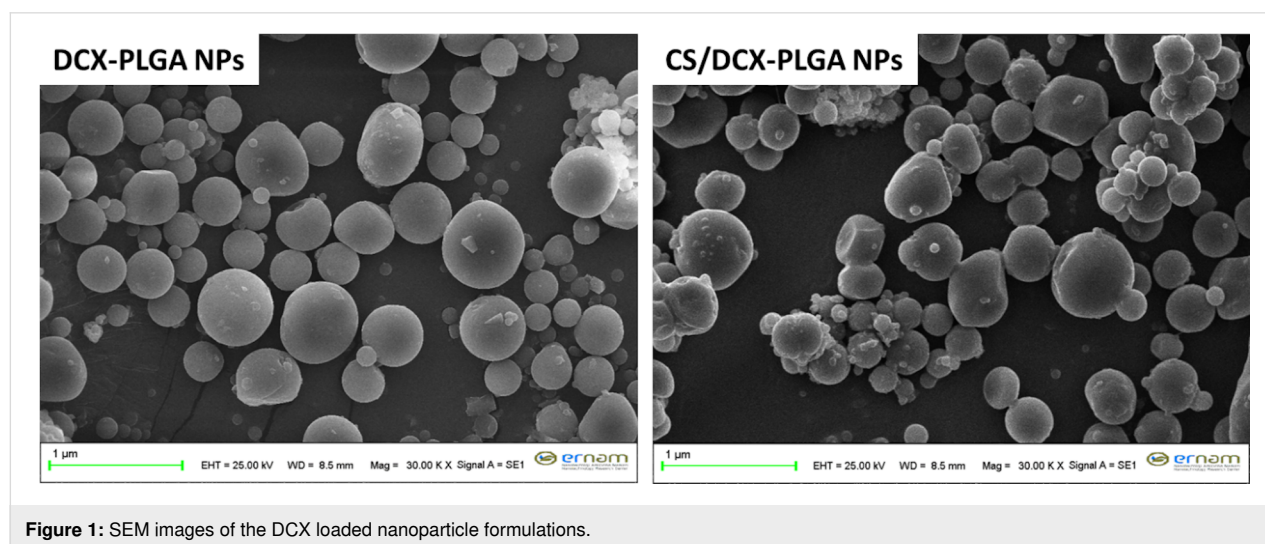 DCX-PLGA NPs
CS/DCX-PLGA NPs
1 µm
EHT = 25.00 kV WD = 8.5 mm Mag = 30.00 K X Signal A = SE1
ernam
1 µm
EHT = 25.00 kV WD = 8.5 mm Mag = 30.00 K X Signal A = SE1
ernam
Figure 1: SEM images of the DCX loaded nanoparticle formulations.